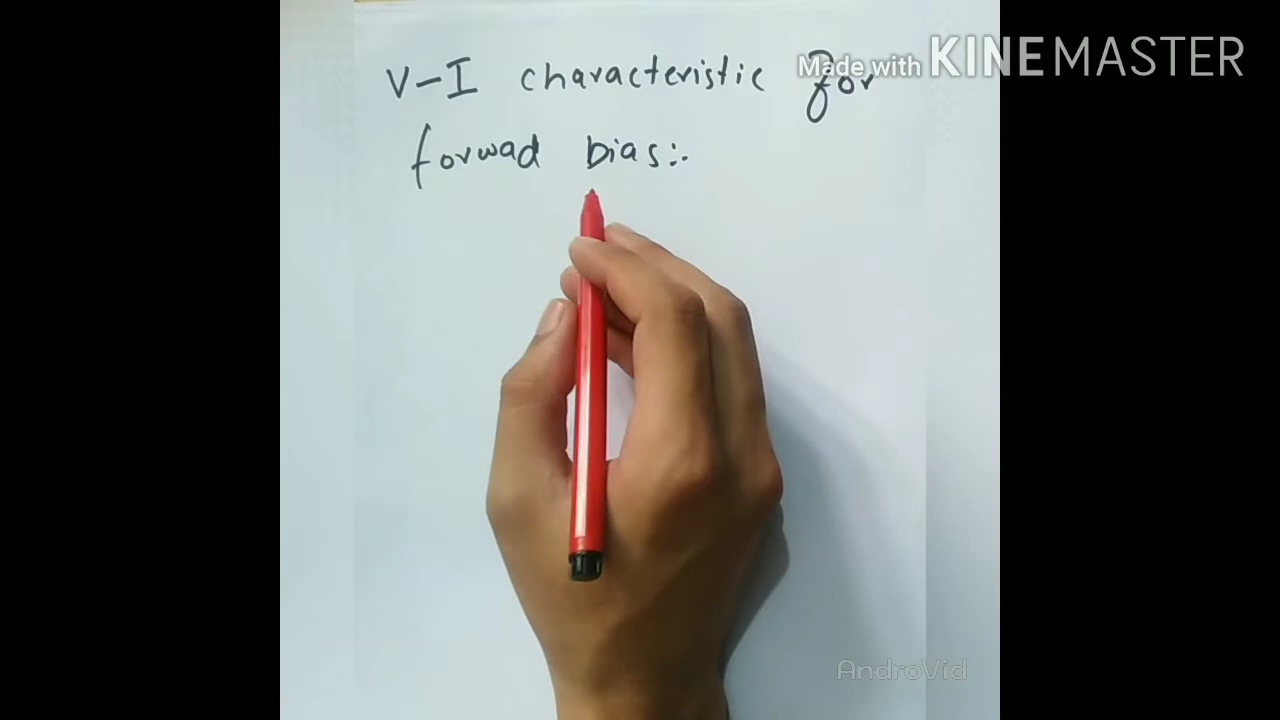 Made with KINEMASTER
V-I characteristic for
forwad bias:-
AndroVid